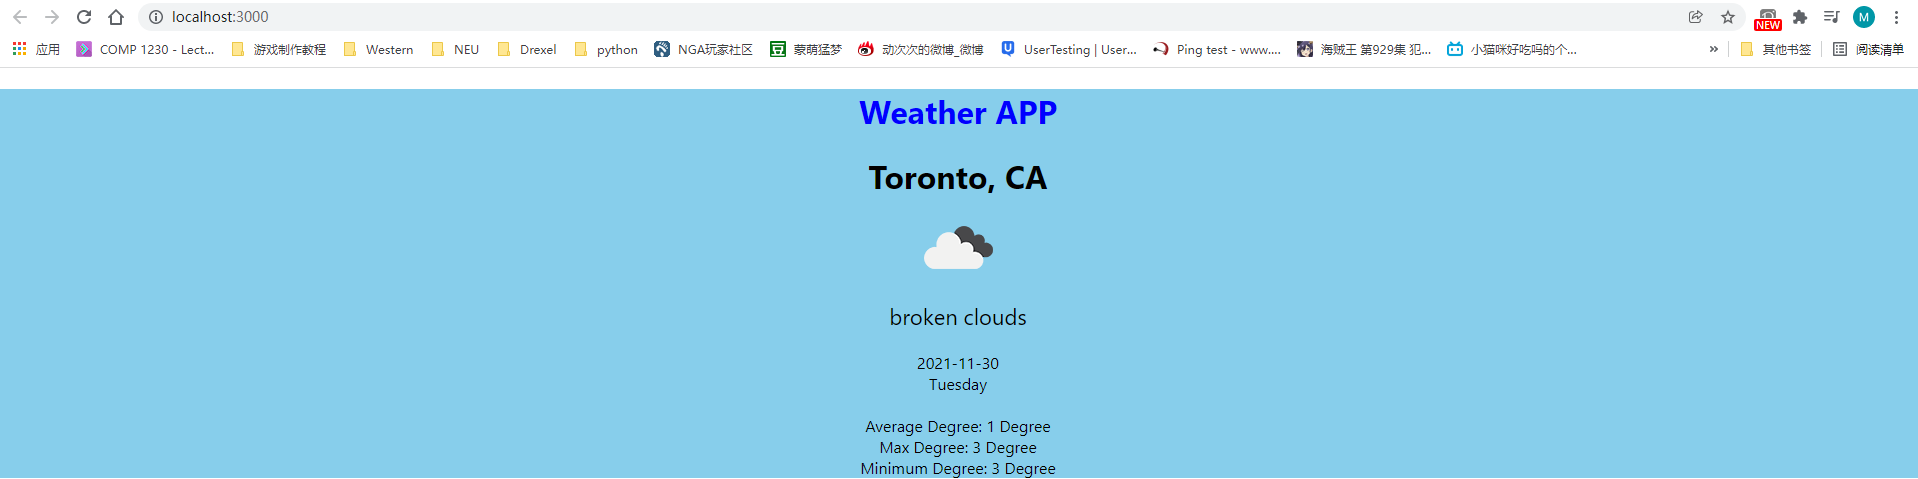 localhost:3000
NEW
M
应用 COMP 1230 - Lect... 游戏制作教程 Western NEU Drexel python NGA玩家社区 蒙萌猛梦 动次次的微博_微博 UserTesting | User... Ping test - www.... 海贼王 第929集 犯... 小猫咪好吃吗的个... » 其他书签 阅读清单
Weather APP
Toronto, CA
broken clouds
2021-11-30
Tuesday
Average Degree: 1 Degree
Max Degree: 3 Degree
Minimum Degree: 3 Degree